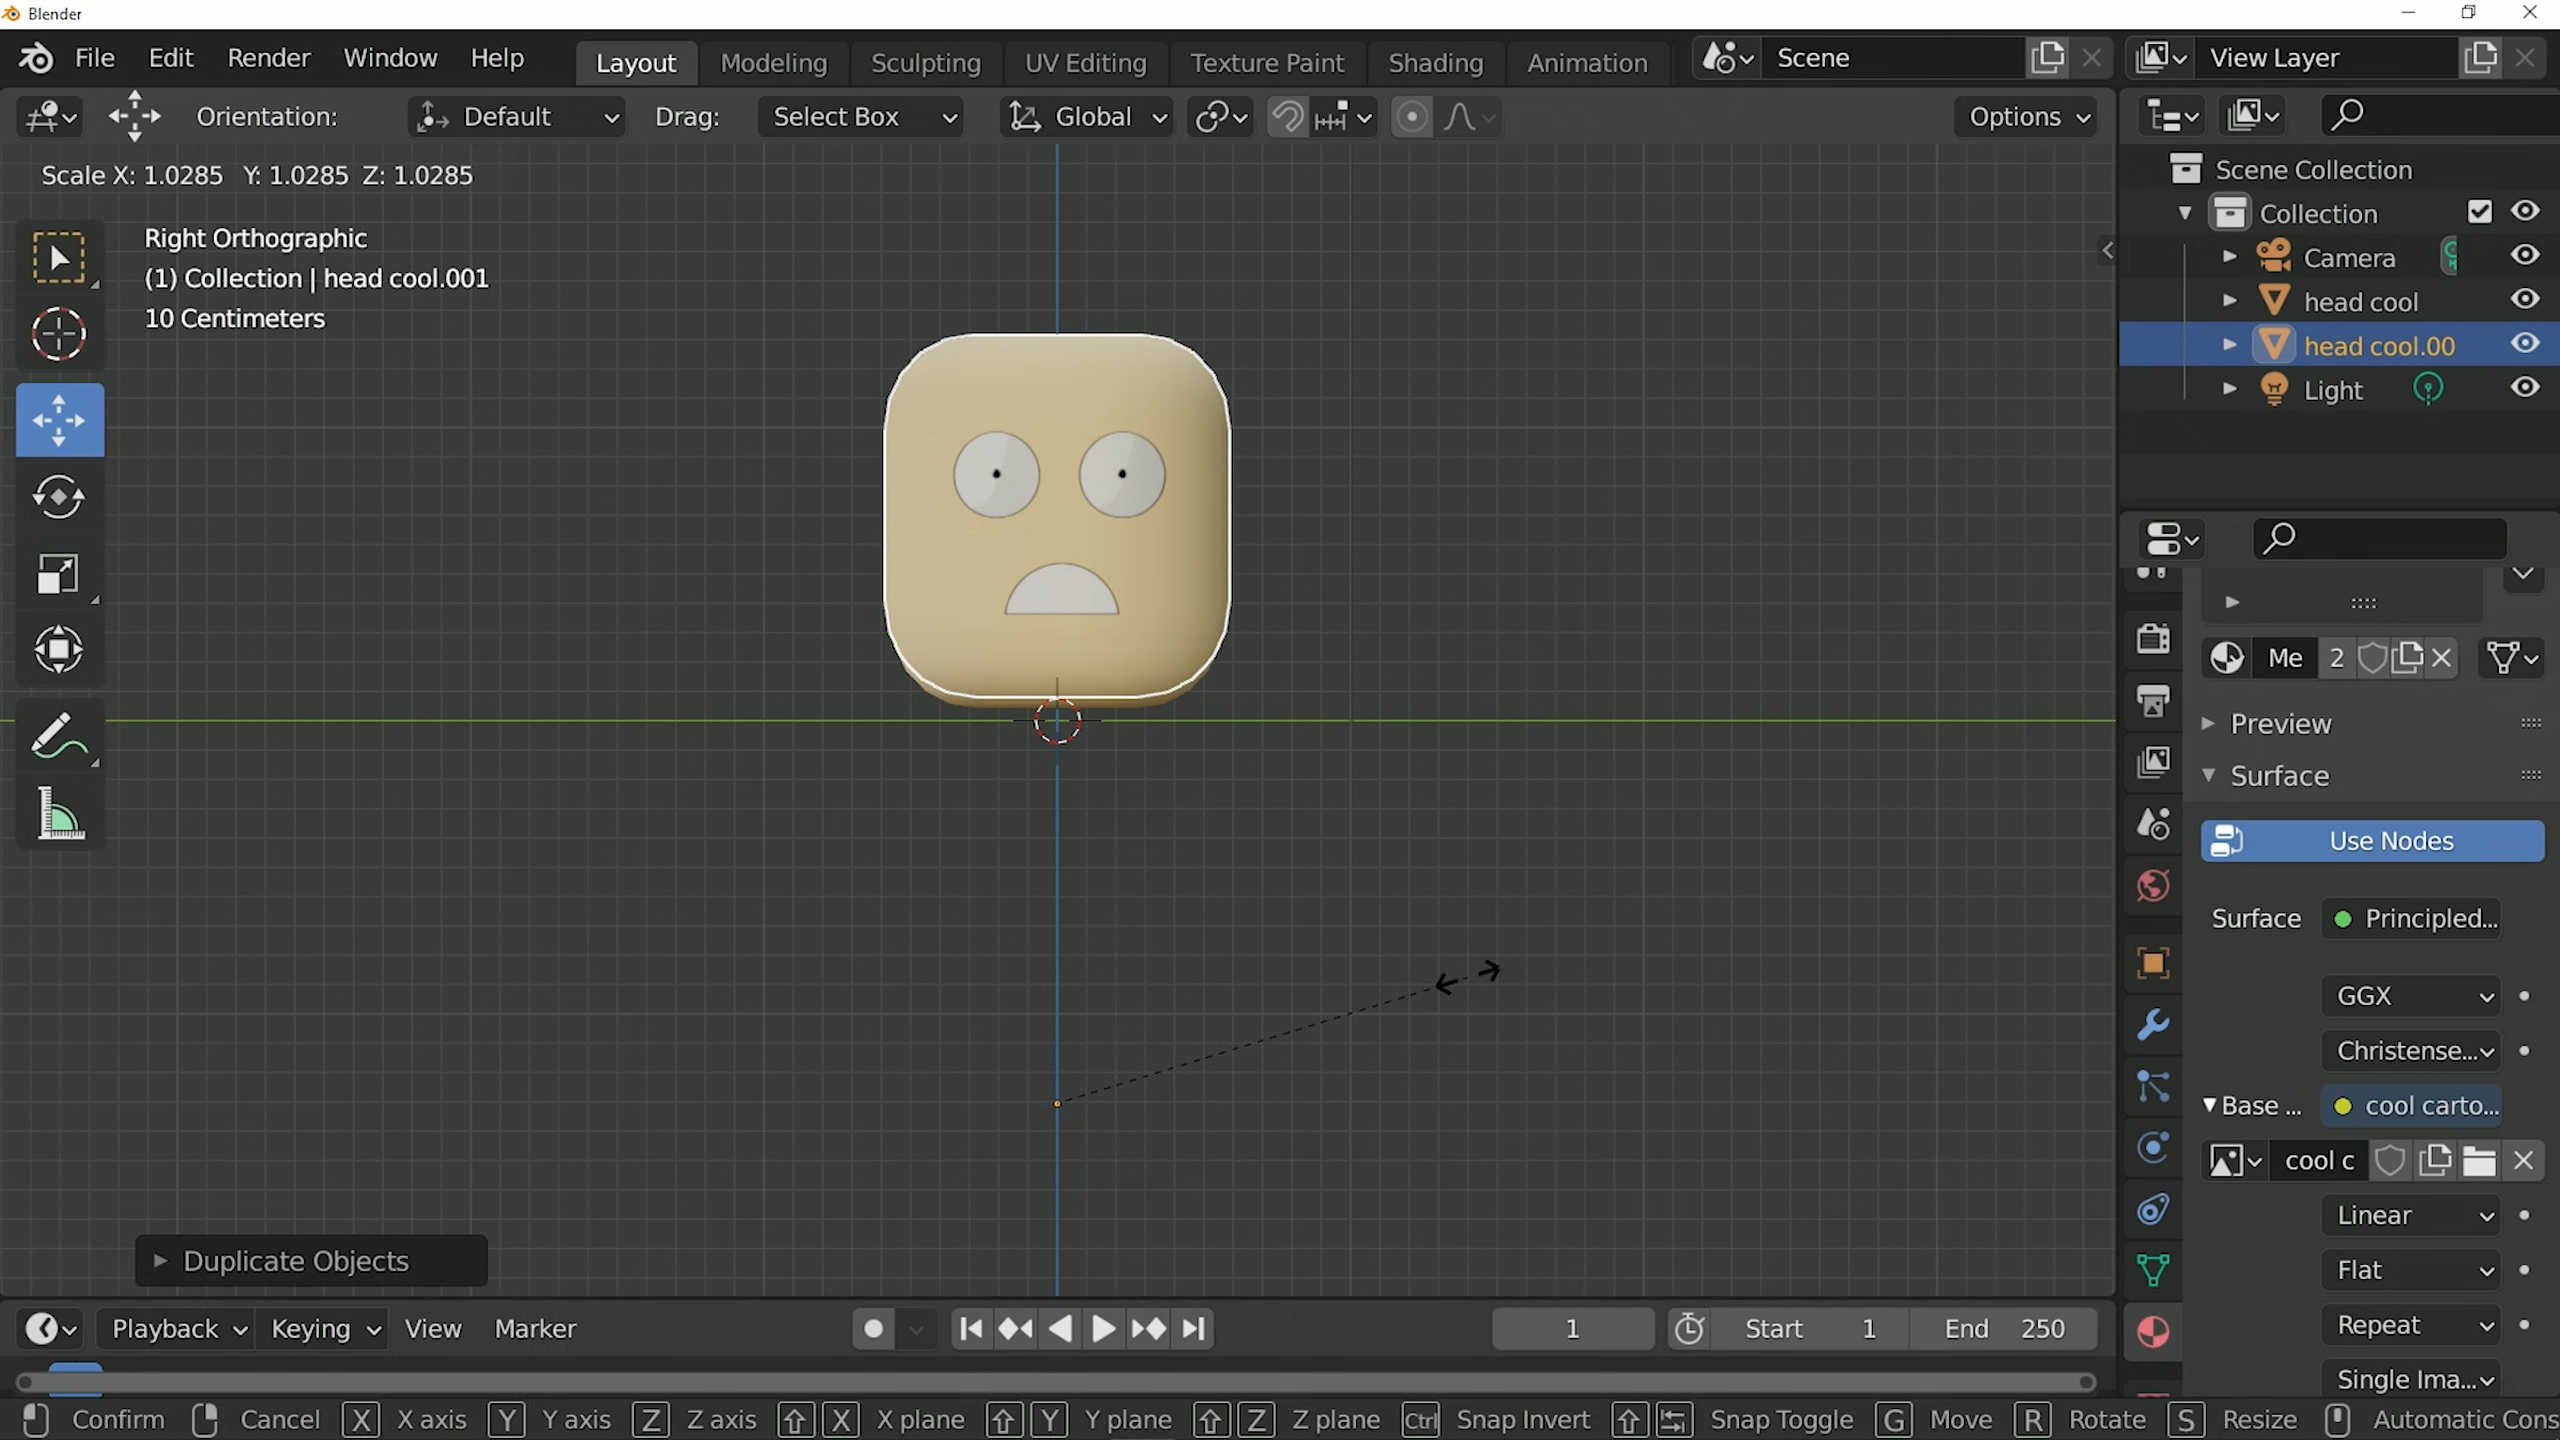 Blender
File Edit Render Window Help Layout Modeling Sculpting UV Editing Texture Paint Shading Animation Scene View Layer
Orientation: Default Drag: Select Box Global Options
Scale X: 1.0285 Y: 1.0285 Z: 1.0285
Right Orthographic
(1) Collection | head cool.001
10 Centimeters
Scene Collection
Collection
Camera
head cool
head cool.00
Light
Me 2
Preview
Surface
Use Nodes
Surface Principled...
GGX
Christense...
Base ... cool carto...
cool c
Linear
Flat
Repeat
Single Ima...
Duplicate Objects
Playback Keying View Marker 1 Start 1 End 250
Confirm Cancel X X axis Y Y axis Z Z axis X X plane Y Y plane Z Z plane Ctrl Snap Invert Snap Toggle G Move R Rotate S Resize Automatic Cons